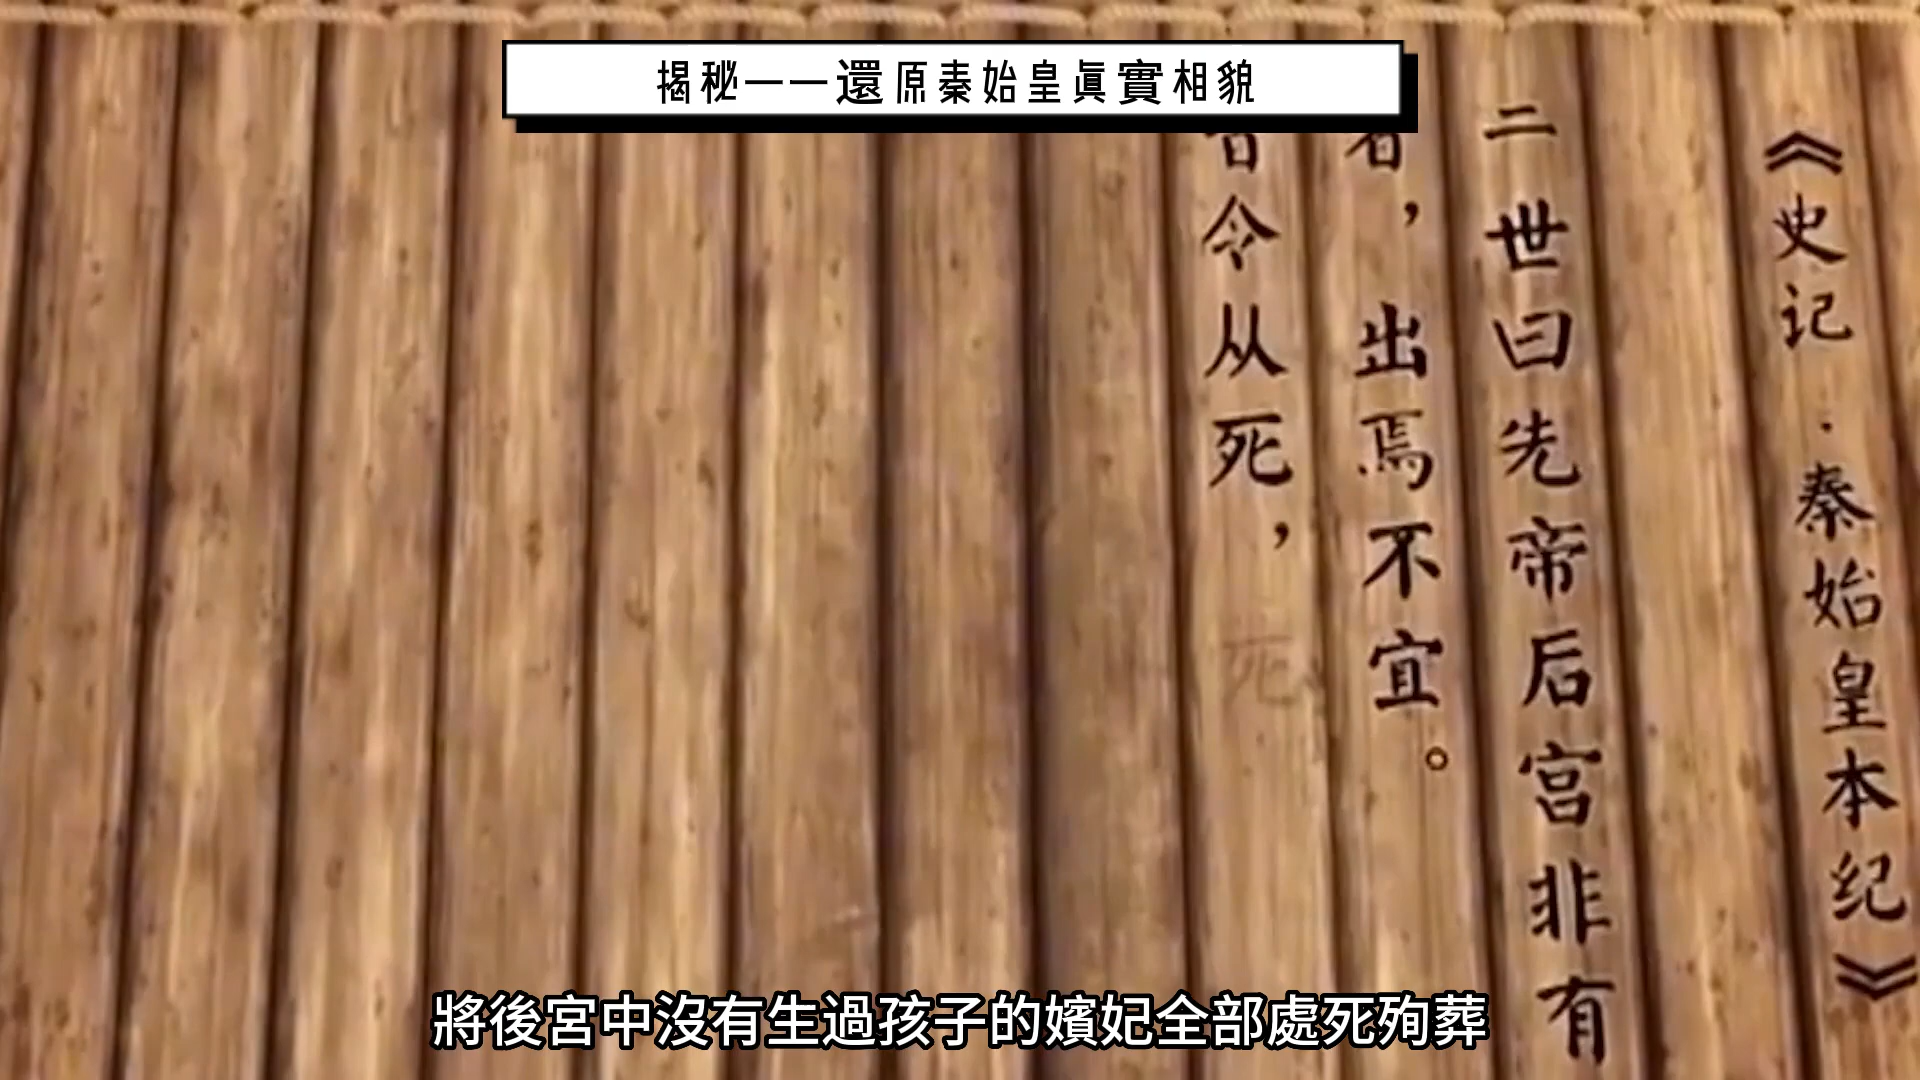 揭秘——還原秦始皇眞實相貌
《史记·秦始皇本纪》
二世曰先帝后宫非有
，出焉不宜。
令从死，死
將後宮中沒有生過孩子的嬪妃全部處死殉葬